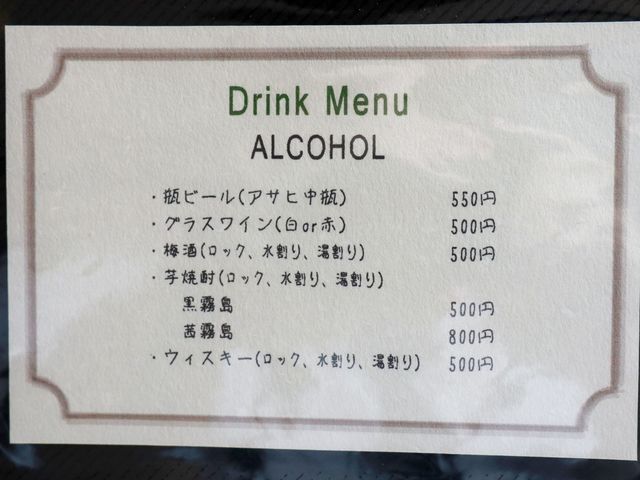 Drink Menu
ALCOHOL
・瓶ビール(アサヒ中瓶) 550円
・グラスワイン(白or赤) 500円
・梅酒(ロック、水割り、湯割り) 500円
・芋焼酎(ロック、水割り、湯割り)
黒霧島 500円
茜霧島 800円
・ウィスキー(ロック、水割り、湯割り) 500円